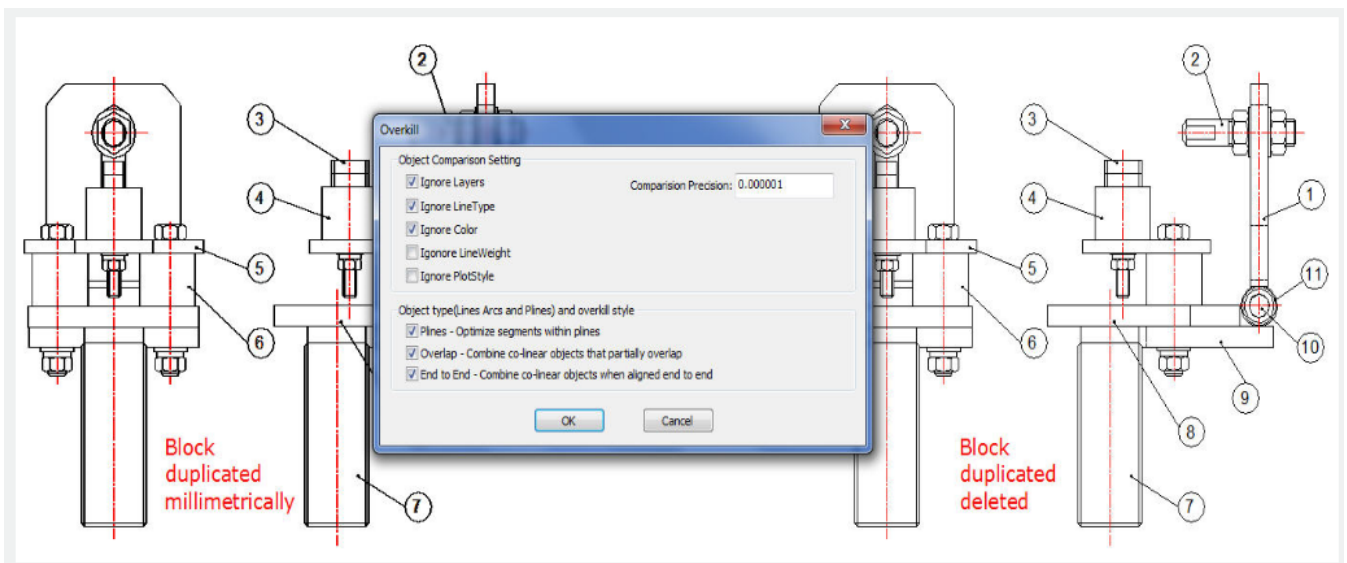 2
3
4
5
6
7
Block
duplicated
millimetrically
Overkill
Object Comparison Setting
Ignore Layers
Comparision Precision: 0.000001
Ignore LineType
Ignore Color
Igonore LineWeight
Ignore PlotStyle
Object type(Lines Arcs and Plines) and overkill style
Plines - Optimize segments within plines
Overlap - Combine co-linear objects that partially overlap
End to End - Combine co-linear objects when aligned end to end
OK
Cancel
2
3
4
1
5
11
6
10
9
8
7
Block
duplicated
deleted